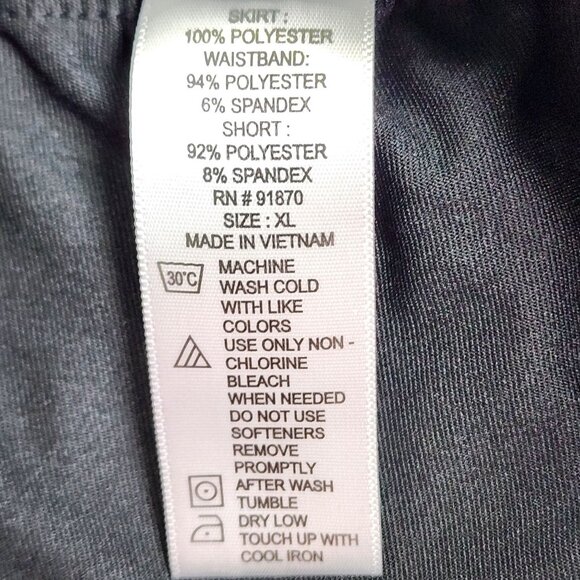 SKIRT :
100% POLYESTER
WAISTBAND:
94% POLYESTER
6% SPANDEX
SHORT :
92% POLYESTER
8% SPANDEX
RN # 91870
SIZE : XL
MADE IN VIETNAM
30°C MACHINE
WASH COLD
WITH LIKE
COLORS
USE ONLY NON -
CHLORINE
BLEACH
WHEN NEEDED
DO NOT USE
SOFTENERS
REMOVE
PROMPTLY
AFTER WASH
TUMBLE
DRY LOW
TOUCH UP WITH
COOL IRON